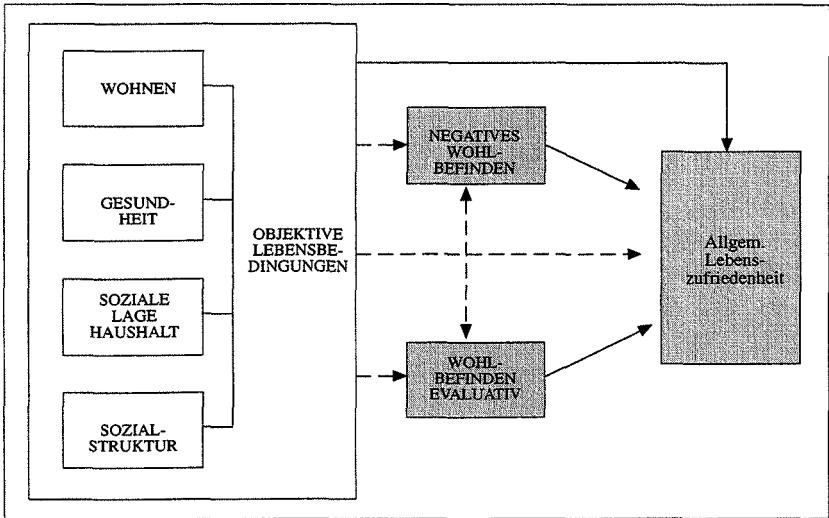 WOHNEN
GESUND-
HEIT
SOZIALE
LAGE
HAUSHALT
SOZIAL-
STRUKTUR
OBJEKTIVE
LEBENSBE-
DINGUNGEN
NEGATIVES
WOHL-
BEFINDEN
WOHL-
BEFINDEN
EVALUATIV
Allgem.
Lebens-
zufriedenheit